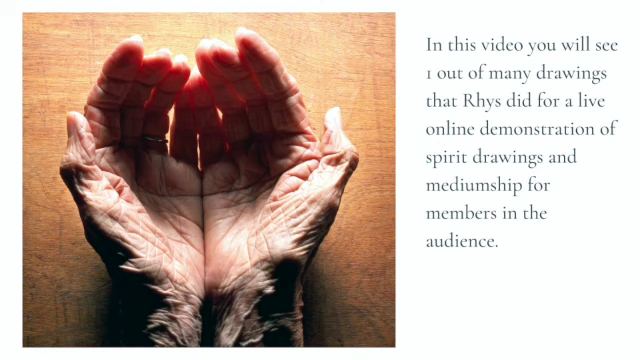 In this video you will see
1 out of many drawings
that Rhys did for a live
online demonstration of
spirit drawings and
mediumship for
members in the
audience.